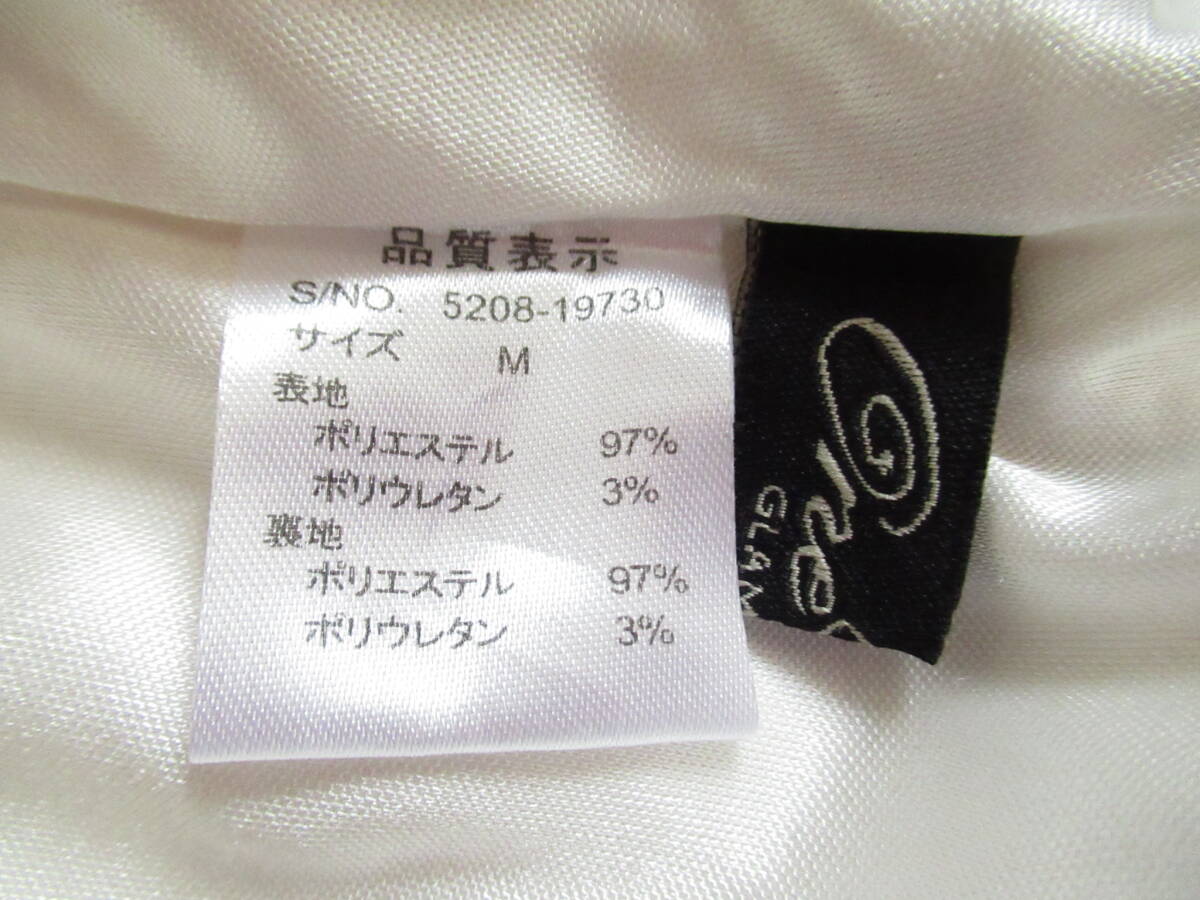 品質表示
S/NO. 5208-19730
サイズ M
表地
ポリエステル 97%
ポリウレタン 3%
裏地
ポリエステル 97%
ポリウレタン 3%